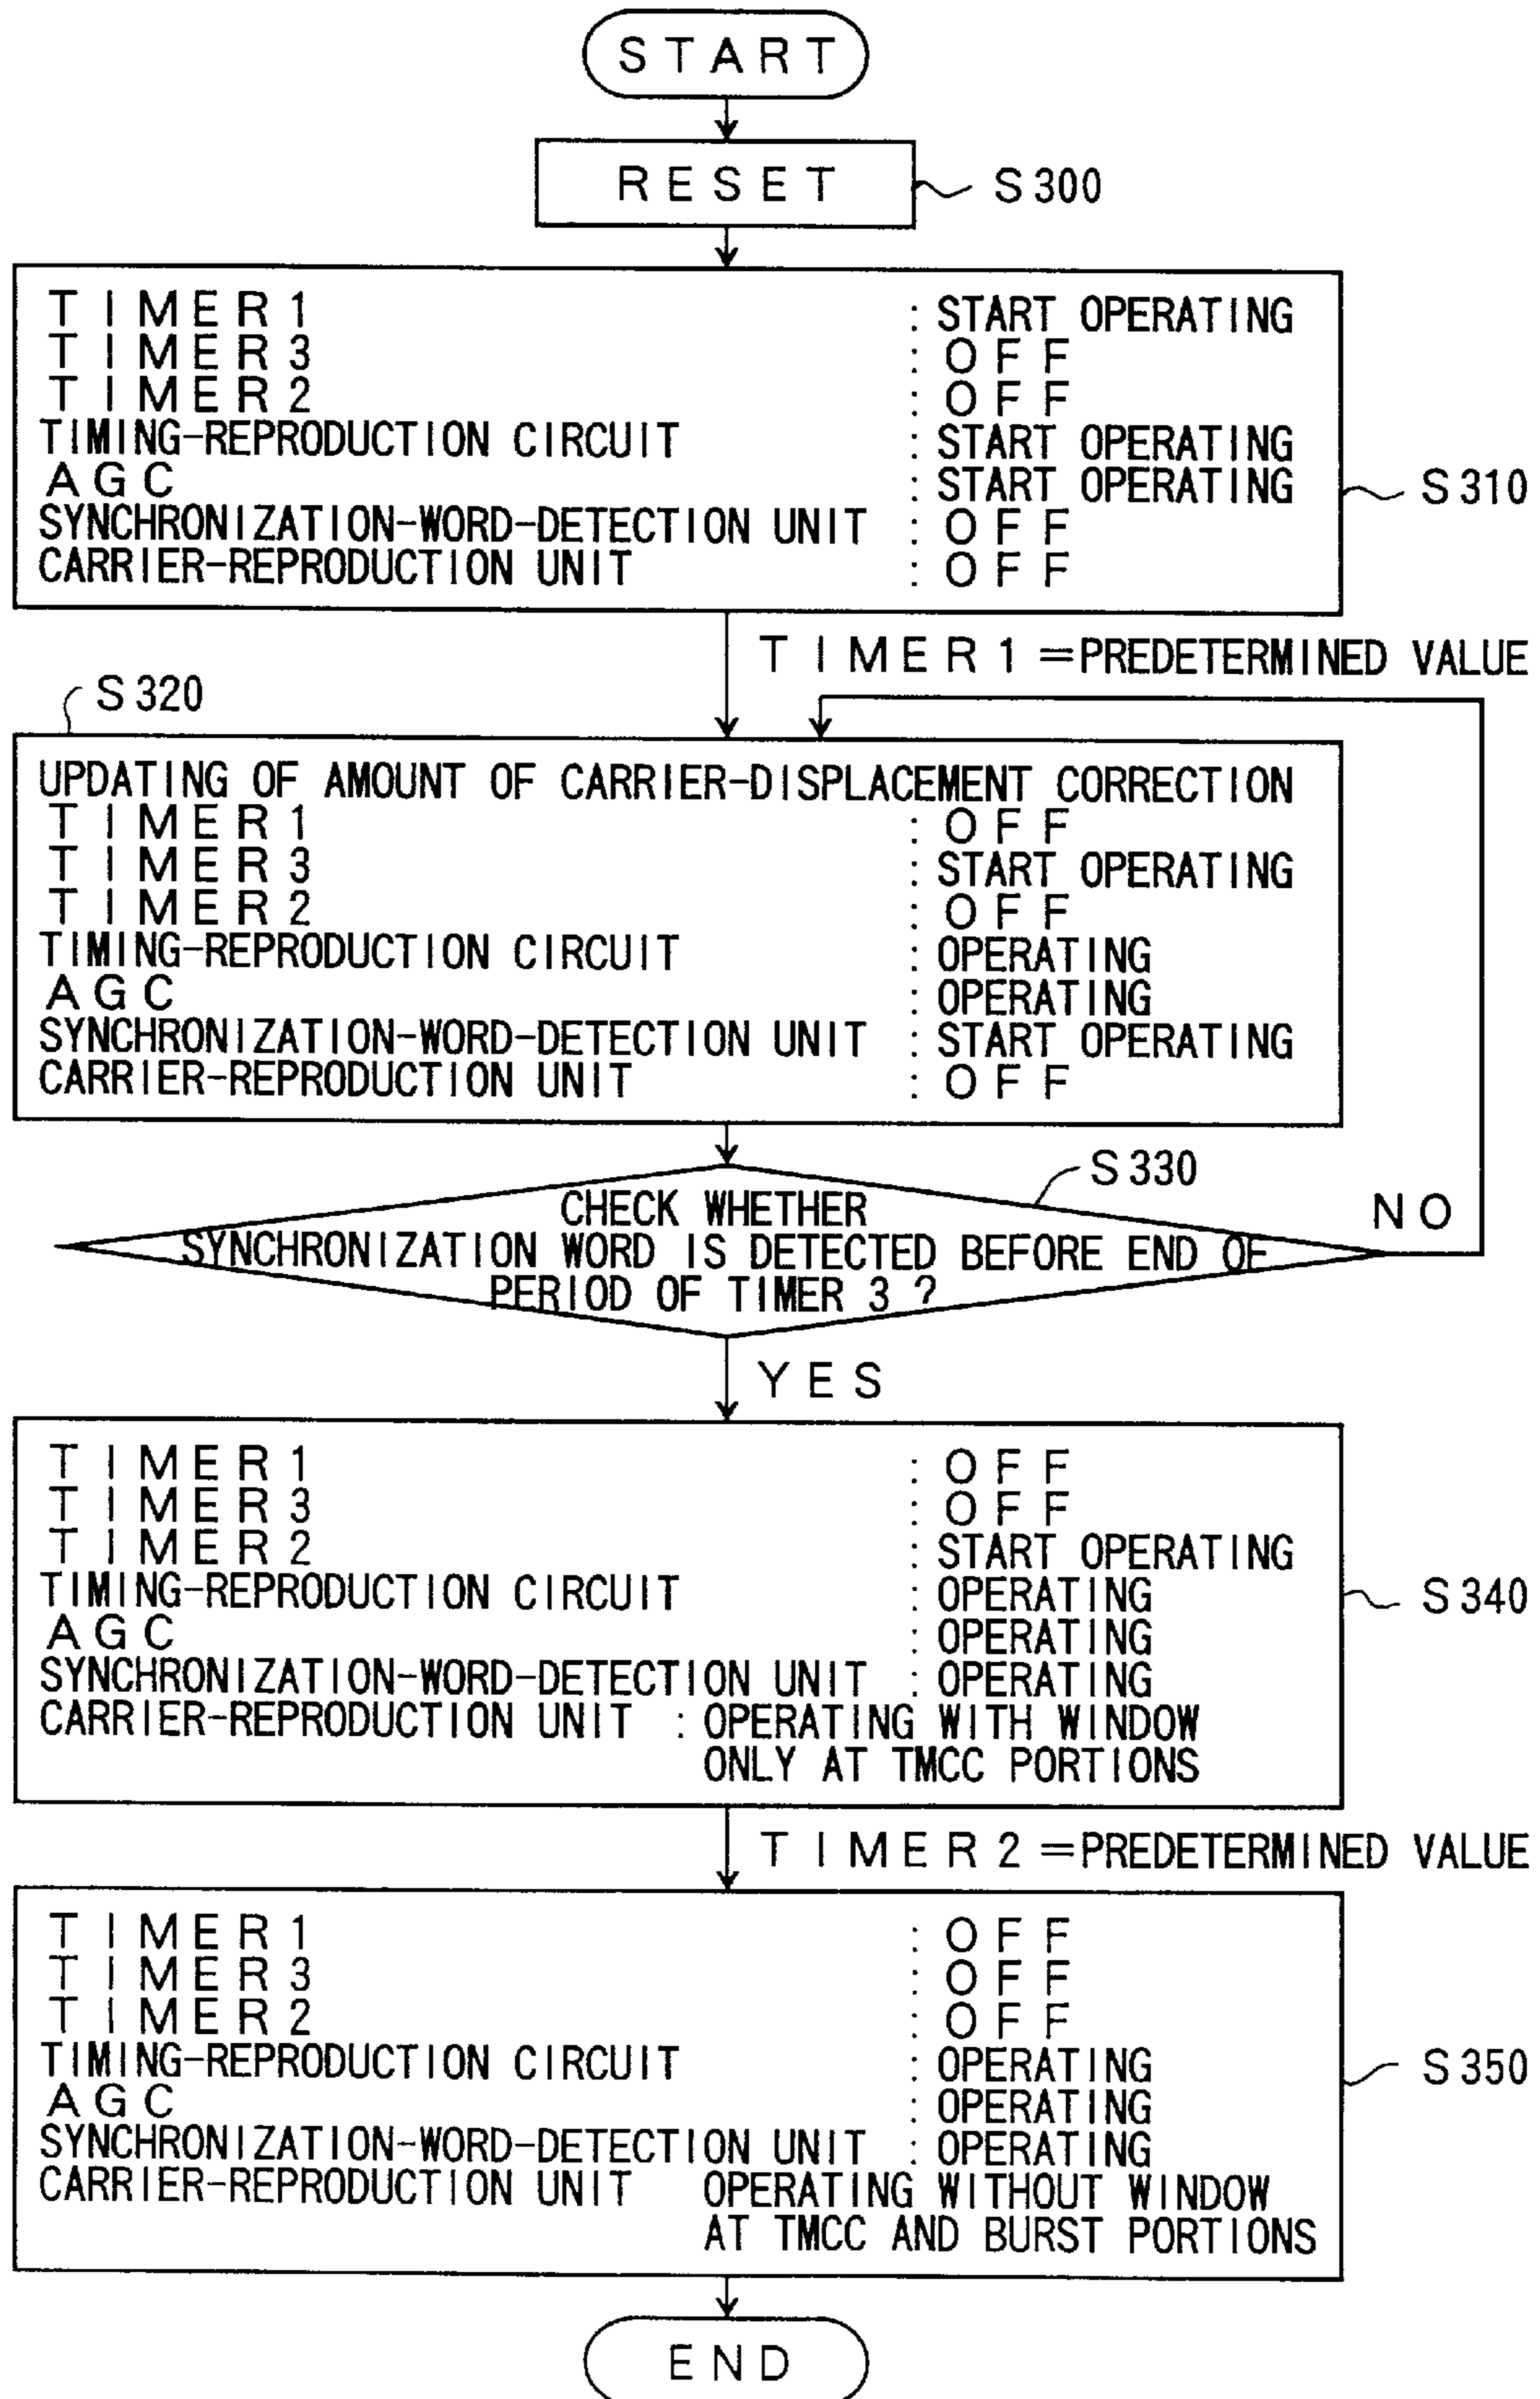 START
RESET
S300
TIMER1 : START OPERATING
TIMER3 : OFF
TIMER2 : OFF
TIMING-REPRODUCTION CIRCUIT : START OPERATING
AGC : START OPERATING
S310
SYNCHRONIZATION-WORD-DETECTION UNIT : OFF
CARRIER-REPRODUCTION UNIT : OFF
TIMER1=PREDETERMINED VALUE
S320
UPDATING OF AMOUNT OF CARRIER-DISPLACEMENT CORRECTION
TIMER1 : OFF
TIMER3 : START OPERATING
TIMER2 : OFF
TIMING-REPRODUCTION CIRCUIT : OPERATING
AGC : OPERATING
SYNCHRONIZATION-WORD-DETECTION UNIT : START OPERATING
CARRIER-REPRODUCTION UNIT : OFF
S330
CHECK WHETHER
SYNCHRONIZATION WORD IS DETECTED BEFORE END OF
PERIOD OF TIMER 3 ?
NO
YES
TIMER1 : OFF
TIMER3 : OFF
TIMER2 : START OPERATING
TIMING-REPRODUCTION CIRCUIT : OPERATING
S340
AGC : OPERATING
SYNCHRONIZATION-WORD-DETECTION UNIT : OPERATING
CARRIER-REPRODUCTION UNIT : OPERATING WITH WINDOW
ONLY AT TMCC PORTIONS
TIMER2=PREDETERMINED VALUE
TIMER1 : OFF
TIMER3 : OFF
TIMER2 : OFF
TIMING-REPRODUCTION CIRCUIT : OPERATING
S350
AGC : OPERATING
SYNCHRONIZATION-WORD-DETECTION UNIT : OPERATING
CARRIER-REPRODUCTION UNIT OPERATING WITHOUT WINDOW
AT TMCC AND BURST PORTIONS
END